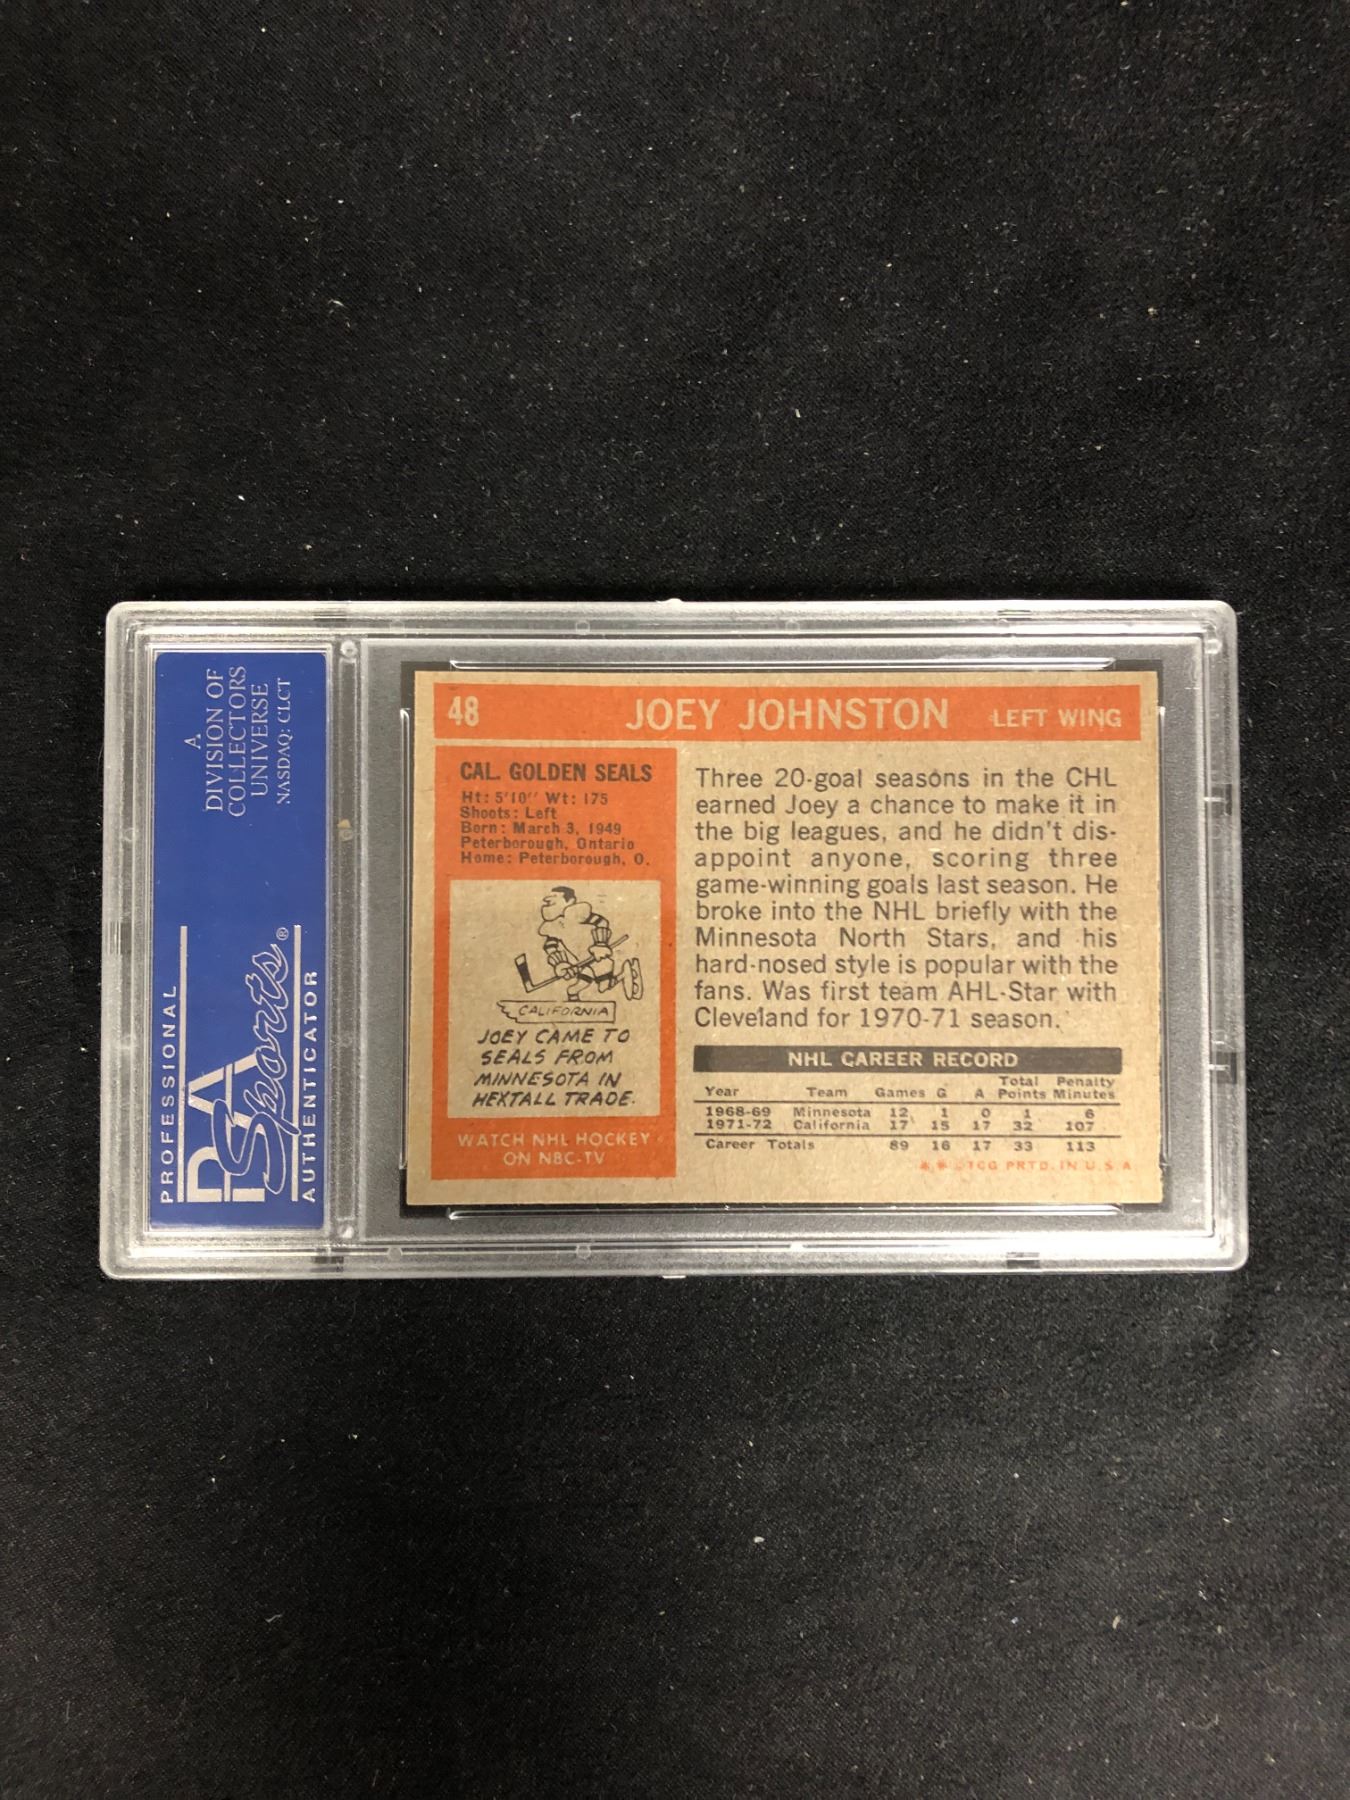 A
DIVISION OF
COLLECTORS
UNIVERSE
NASDAQ: CLCT
PROFESSIONAL
PSA
Sports®
AUTHENTICATOR
48 JOEY JOHNSTON LEFT WING
CAL. GOLDEN SEALS
Ht: 5'10" Wt: 175
Shoots: Left
Born: March 3, 1949
Peterborough, Ontario
Home: Peterborough, O.
CALIFORNIA
JOEY CAME TO
SEALS FROM
MINNESOTA IN
HEXTALL TRADE.
WATCH NHL HOCKEY
ON NBC-TV
Three 20-goal seasons in the CHL
earned Joey a chance to make it in
the big leagues, and he didn't dis-
appoint anyone, scoring three
game-winning goals last season. He
broke into the NHL briefly with the
Minnesota North Stars, and his
hard-nosed style is popular with the
fans. Was first team AHL-Star with
Cleveland for 1970-71 season.
NHL CAREER RECORD
Year Team Games G A Total Points Penalty Minutes
1968-69 Minnesota 12 1 0 1 6
1971-72 California 17 15 17 32 107
Career Totals 89 16 17 33 113
** ©TCG PRTD. IN U.S.A